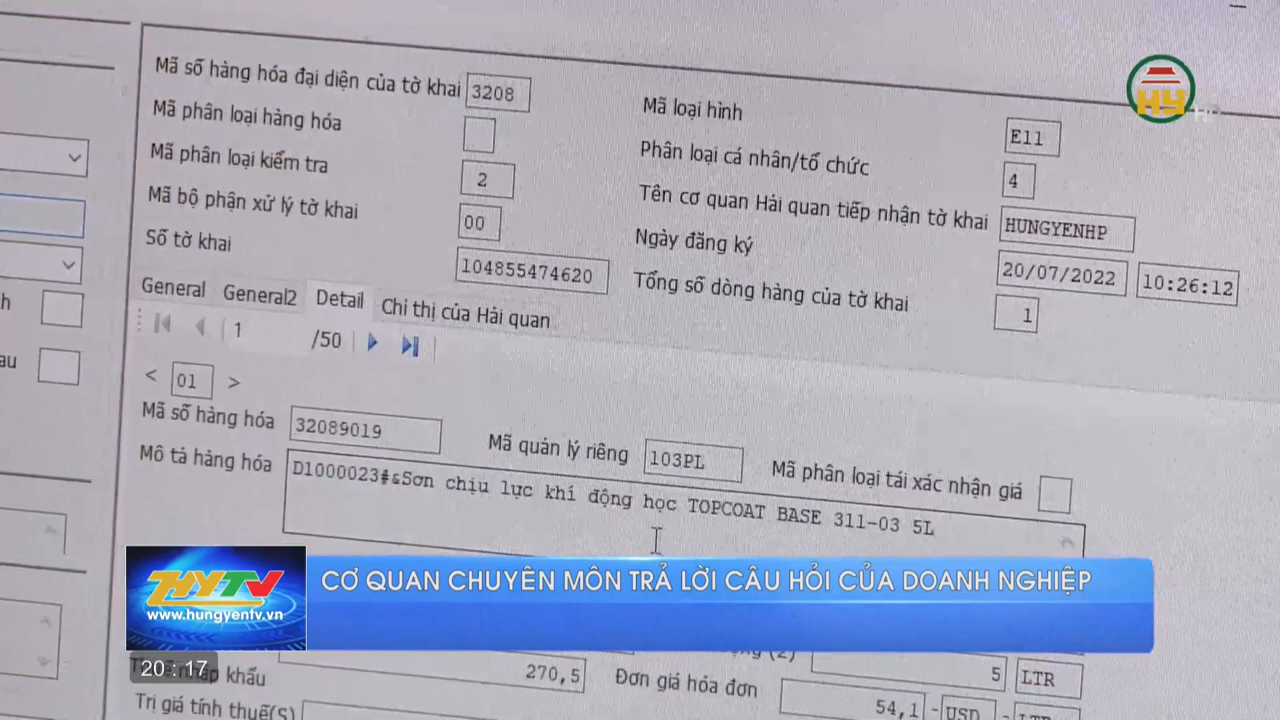 Mã số hàng hóa đại diện của tờ khai 3208
Mã phân loại hàng hóa
Mã phân loại kiểm tra 2
Mã bộ phận xử lý tờ khai 00
Số tờ khai 104855474620
Mã loại hình E11
Phân loại cá nhân/tổ chức 4
Tên cơ quan Hải quan tiếp nhận tờ khai HUNGYENHP
Ngày đăng ký 20/07/2022 10:26:12
Tổng số dòng hàng của tờ khai 1
HY
General General2 Detail Chỉ thị của Hải quan
1 /50
< 01 >
Mã số hàng hóa 32089019 Mã quản lý riêng 103PL Mã phân loại tái xác nhận giá
Mô tả hàng hóa D1000023#&Sơn chịu lực khí động học TOPCOAT BASE 311-03 5L
HYTV
www.hungyentv.vn
CƠ QUAN CHUYÊN MÔN TRẢ LỜI CÂU HỎI CỦA DOANH NGHIỆP
20:17
(2) 5 LTR
nhập khẩu 270,5 Đơn giá hóa đơn 54,1 - USD - LTR
Trị giá tính thuế(S)